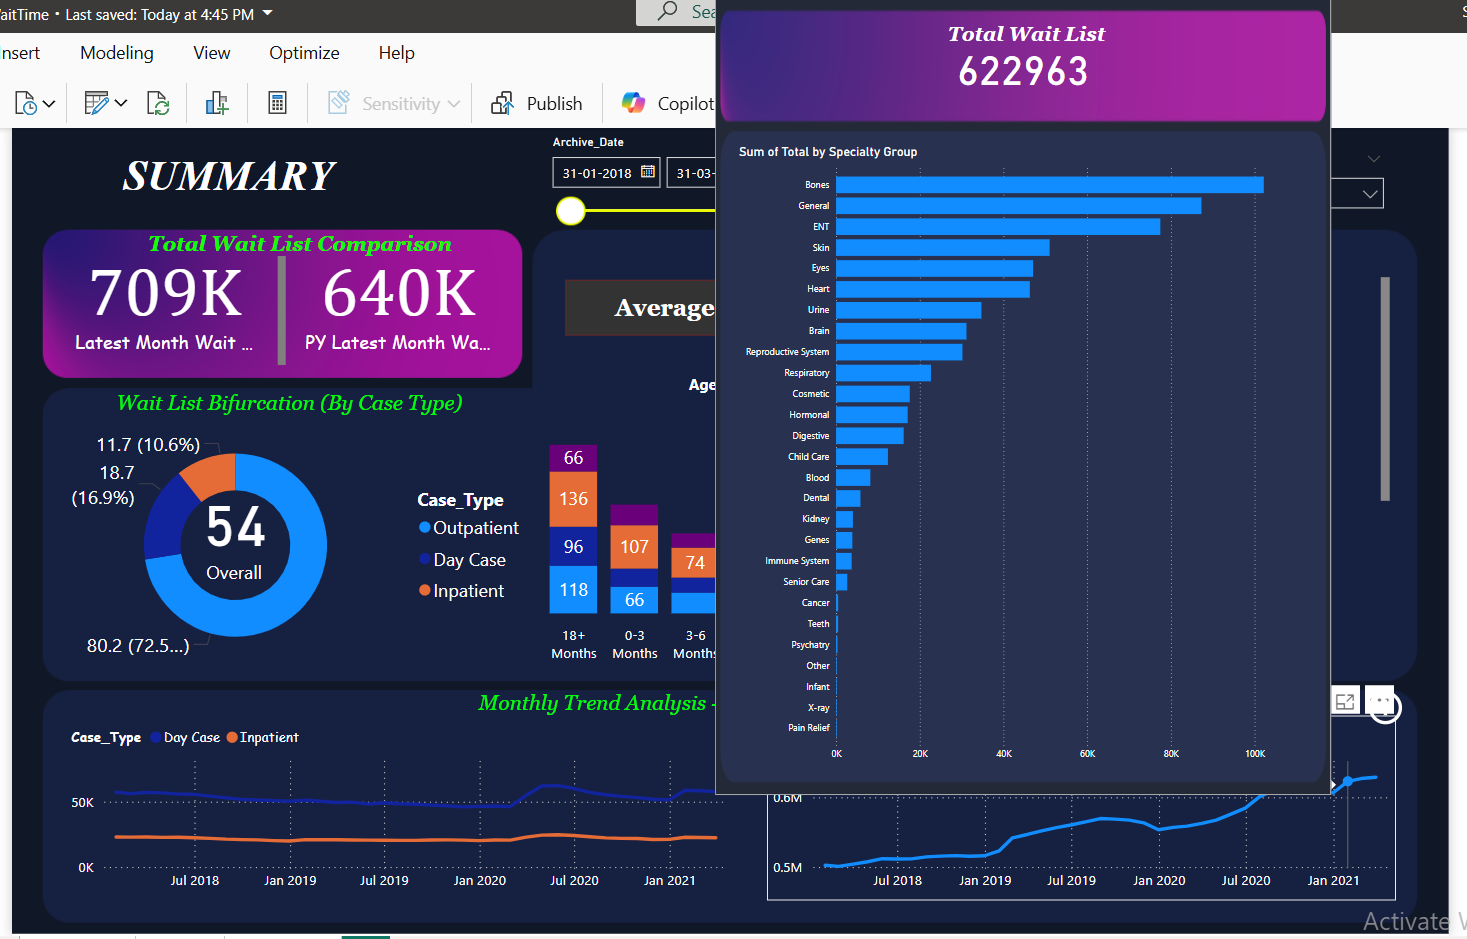 aitTime • Last saved: Today at 4:45 PM
Sea
nsert Modeling View Optimize Help
Sensitivity Publish Copilot
SUMMARY
Archive_Date
31-01-2018 31-03-
Total Wait List Comparison
709K 640K
Latest Month Wait ... PY Latest Month Wa...
Average
Wait List Bifurcation (By Case Type)
11.7 (10.6%)
18.7
(16.9%)
54
Overall
80.2 (72.5...)
Case_Type
Outpatient
Day Case
Inpatient
Age
66
136
96
118
107
66
74
18+
Months
0-3
Months
3-6
Months
Total Wait List
622963
Sum of Total by Specialty Group
Bones
General
ENT
Skin
Eyes
Heart
Urine
Brain
Reproductive System
Respiratory
Cosmetic
Hormonal
Digestive
Child Care
Blood
Dental
Kidney
Genes
Immune System
Senior Care
Cancer
Teeth
Psychatry
Other
Infant
X-ray
Pain Relief
0K 20K 40K 60K 80K 100K
Monthly Trend Analysis -
Case_Type Day Case Inpatient
50K
0K
Jul 2018 Jan 2019 Jul 2019 Jan 2020 Jul 2020 Jan 2021
0.6M
0.5M
Jul 2018 Jan 2019 Jul 2019 Jan 2020 Jul 2020 Jan 2021
Activate W